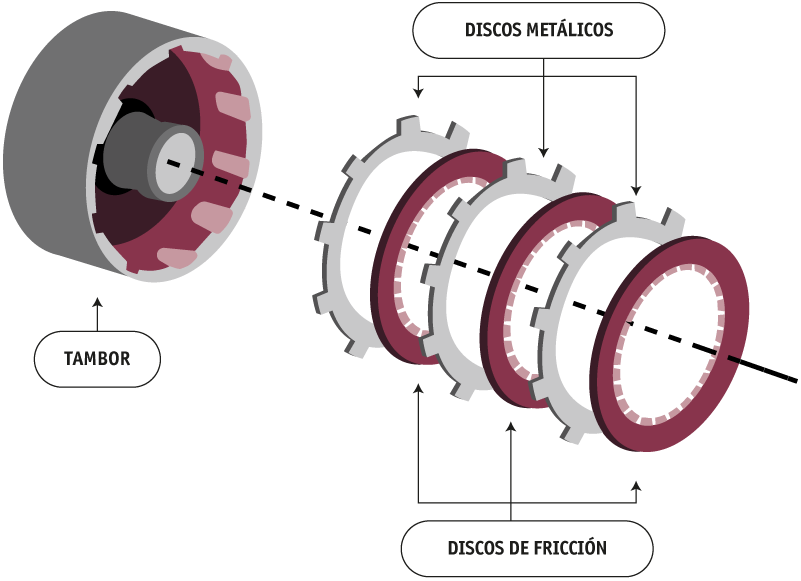 DISCOS METÁLICOS
TAMBOR
DISCOS DE FRICCIÓN